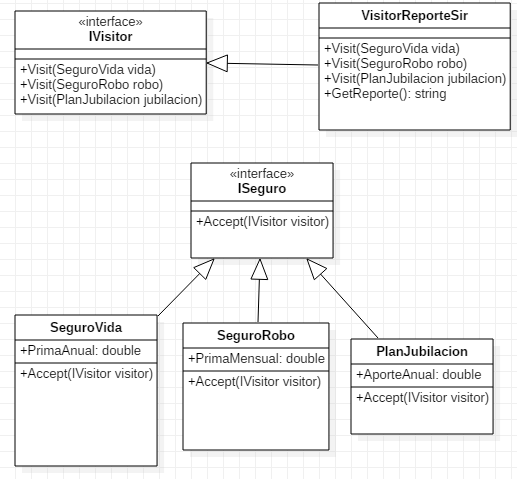 «interface»
IVisitor
+Visit(SeguroVida vida)
+Visit(SeguroRobo robo)
+Visit(PlanJubilacion jubilacion)
VisitorReporteSir
+Visit(SeguroVida vida)
+Visit(SeguroRobo robo)
+Visit(PlanJubilacion jubilacion)
+GetReporte(): string
«interface»
ISeguro
+Accept(IVisitor visitor)
SeguroVida
+PrimaAnual: double
+Accept(IVisitor visitor)
SeguroRobo
+PrimaMensual: double
+Accept(IVisitor visitor)
PlanJubilacion
+AporteAnual: double
+Accept(IVisitor visitor)